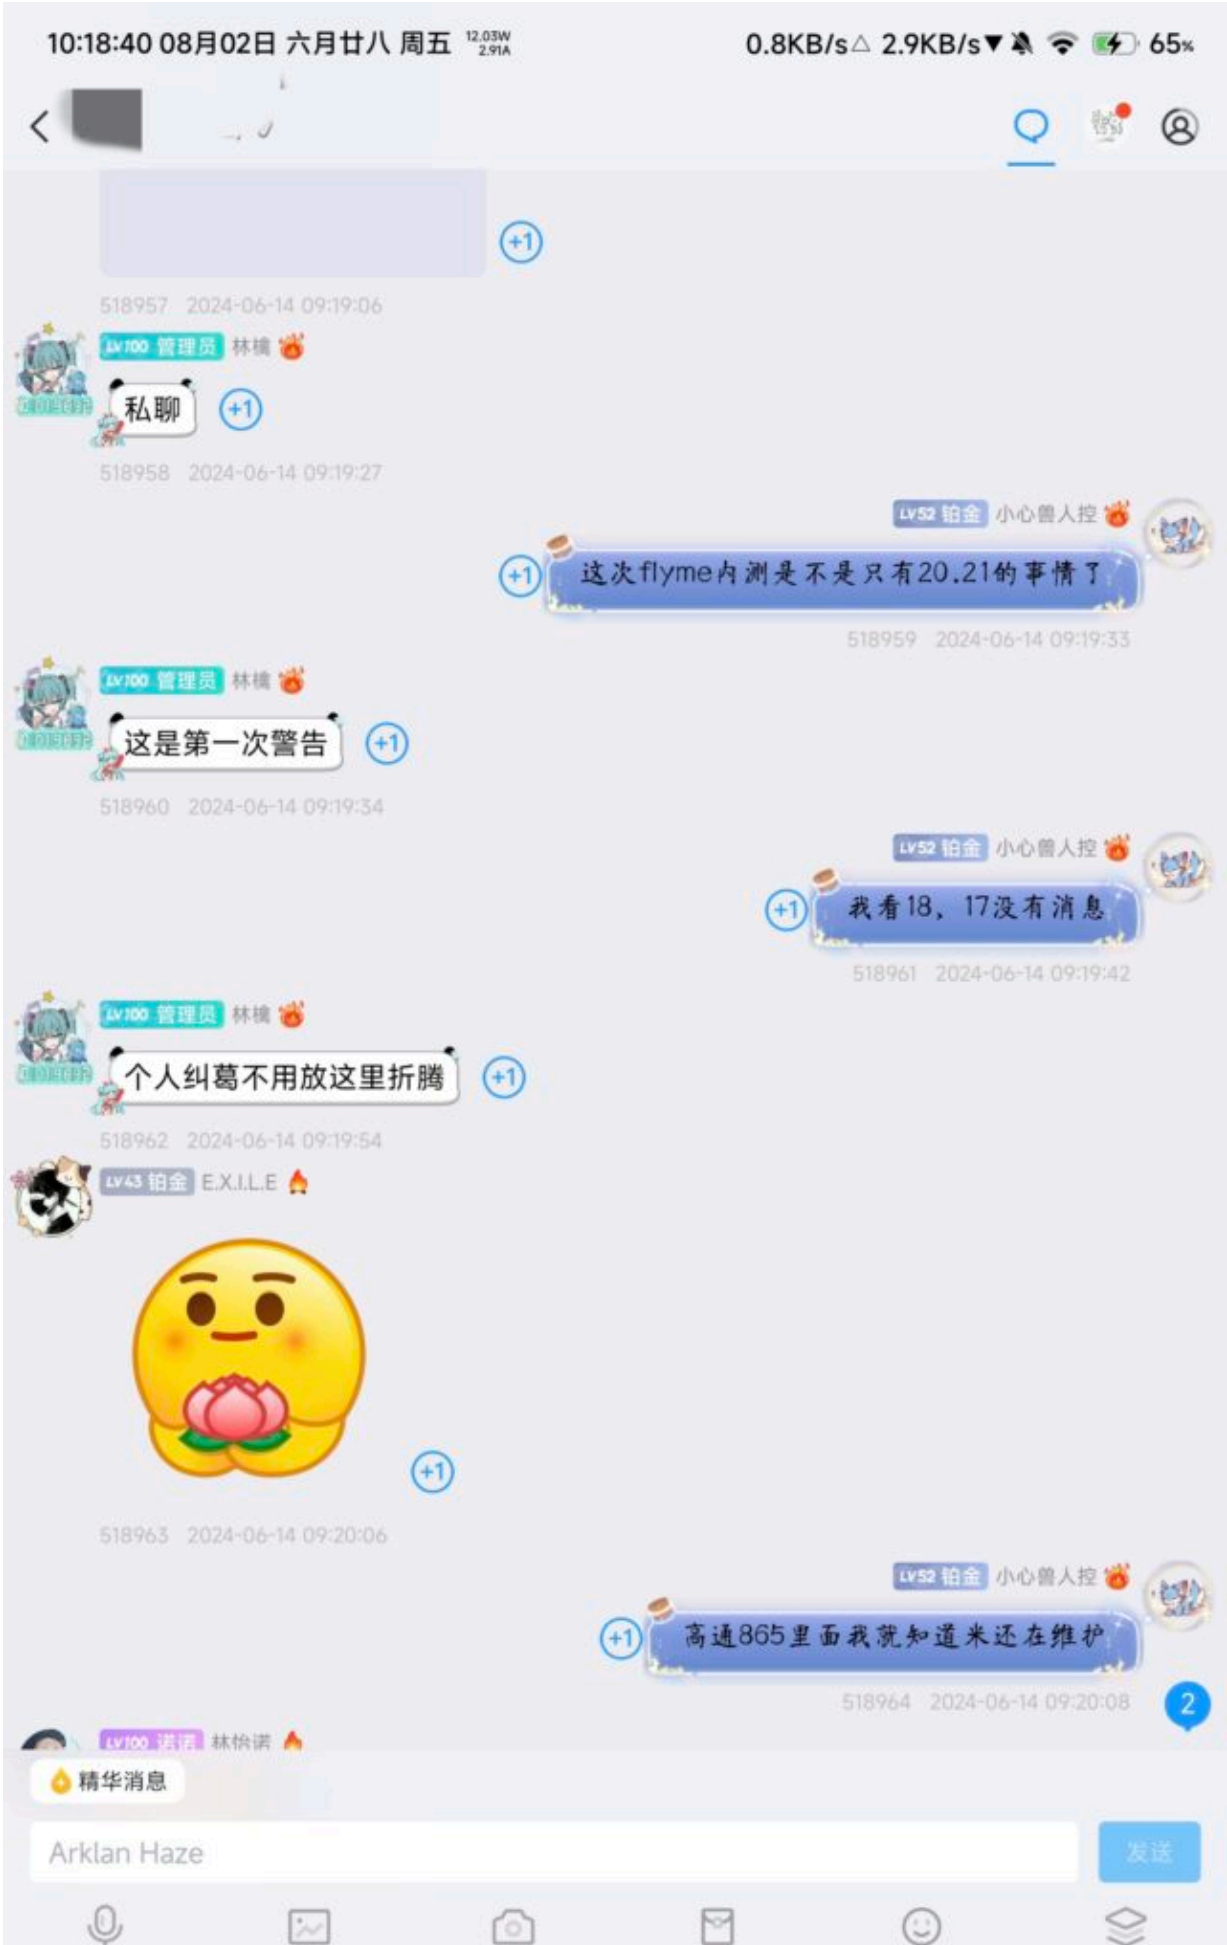 10:18:40 08月02日 六月廿八 周五 12.03W 2.91A 0.8KB/s△ 2.9KB/s▼ 65%
+1
518957 2024-06-14 09:19:06
LV100 管理员 林檎
私聊 +1
518958 2024-06-14 09:19:27
LV52 铂金 小心兽人控
+1 这次flyme内测是不是只有20.21的事情了
518959 2024-06-14 09:19:33
LV100 管理员 林檎
这是第一次警告 +1
518960 2024-06-14 09:19:34
LV52 铂金 小心兽人控
+1 我看18，17没有消息
518961 2024-06-14 09:19:42
LV100 管理员 林檎
个人纠葛不用放这里折腾 +1
518962 2024-06-14 09:19:54
LV43 铂金 E.X.I.L.E
+1
518963 2024-06-14 09:20:06
LV52 铂金 小心兽人控
+1 高通865里面我就知道米还在维护
518964 2024-06-14 09:20:08
2
LV100 诺诺 林怡诺
精华消息
Arklan Haze 发送